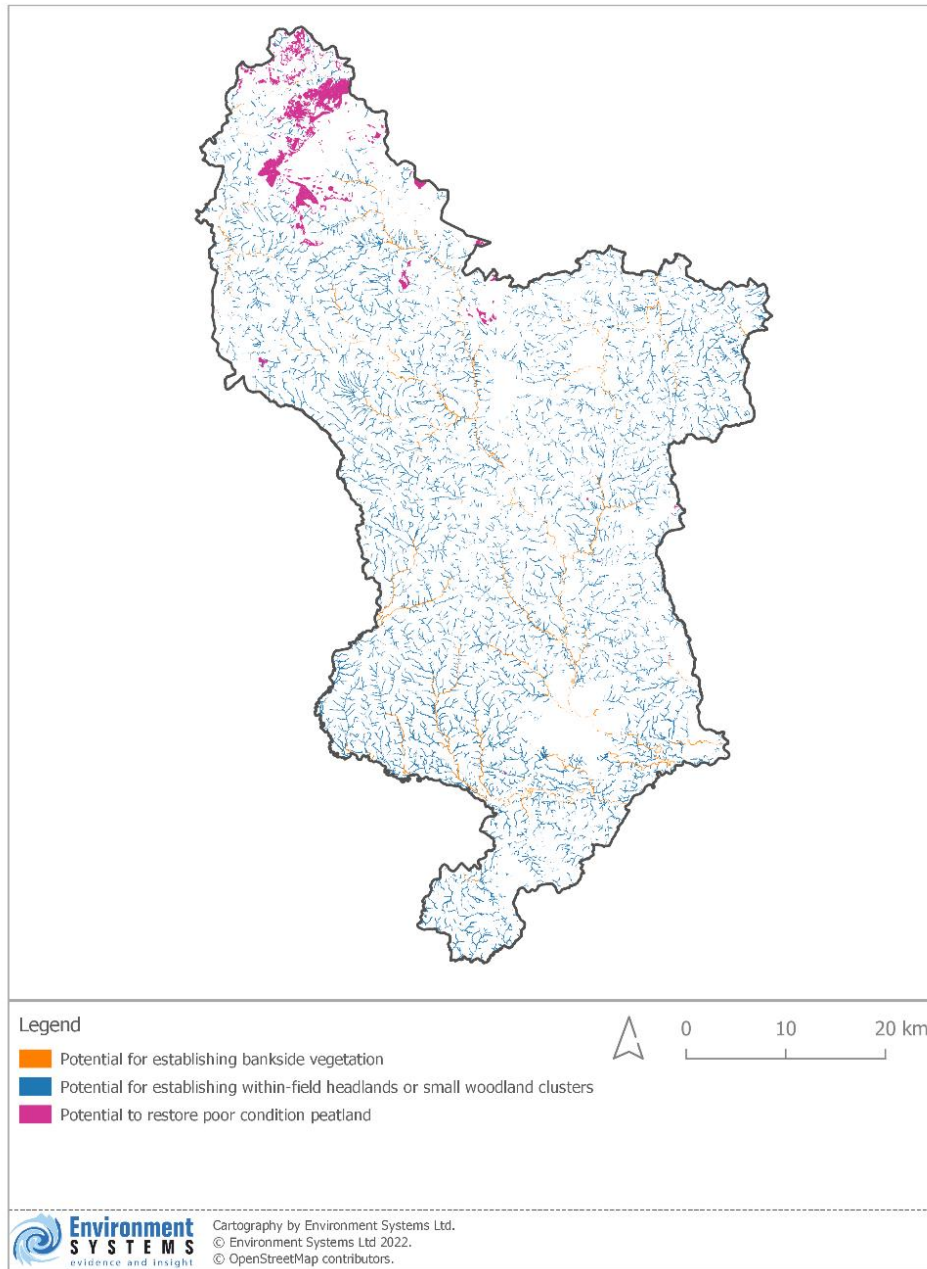 Legend
0 10 20 km
Potential for establishing bankside vegetation
Potential for establishing within-field headlands or small woodland clusters
Potential to restore poor condition peatland
Environment
SYSTEMS
evidence and insight
Cartography by Environment Systems Ltd.
© Environment Systems Ltd 2022.
© OpenStreetMap contributors.